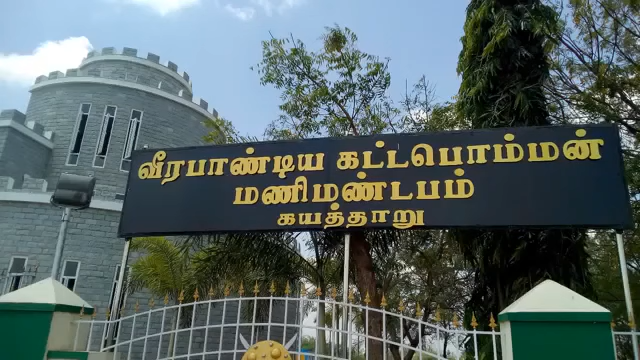 வீரபாண்டிய கட்டபொம்மன்
மணிமண்டபம்
கயத்தாறு